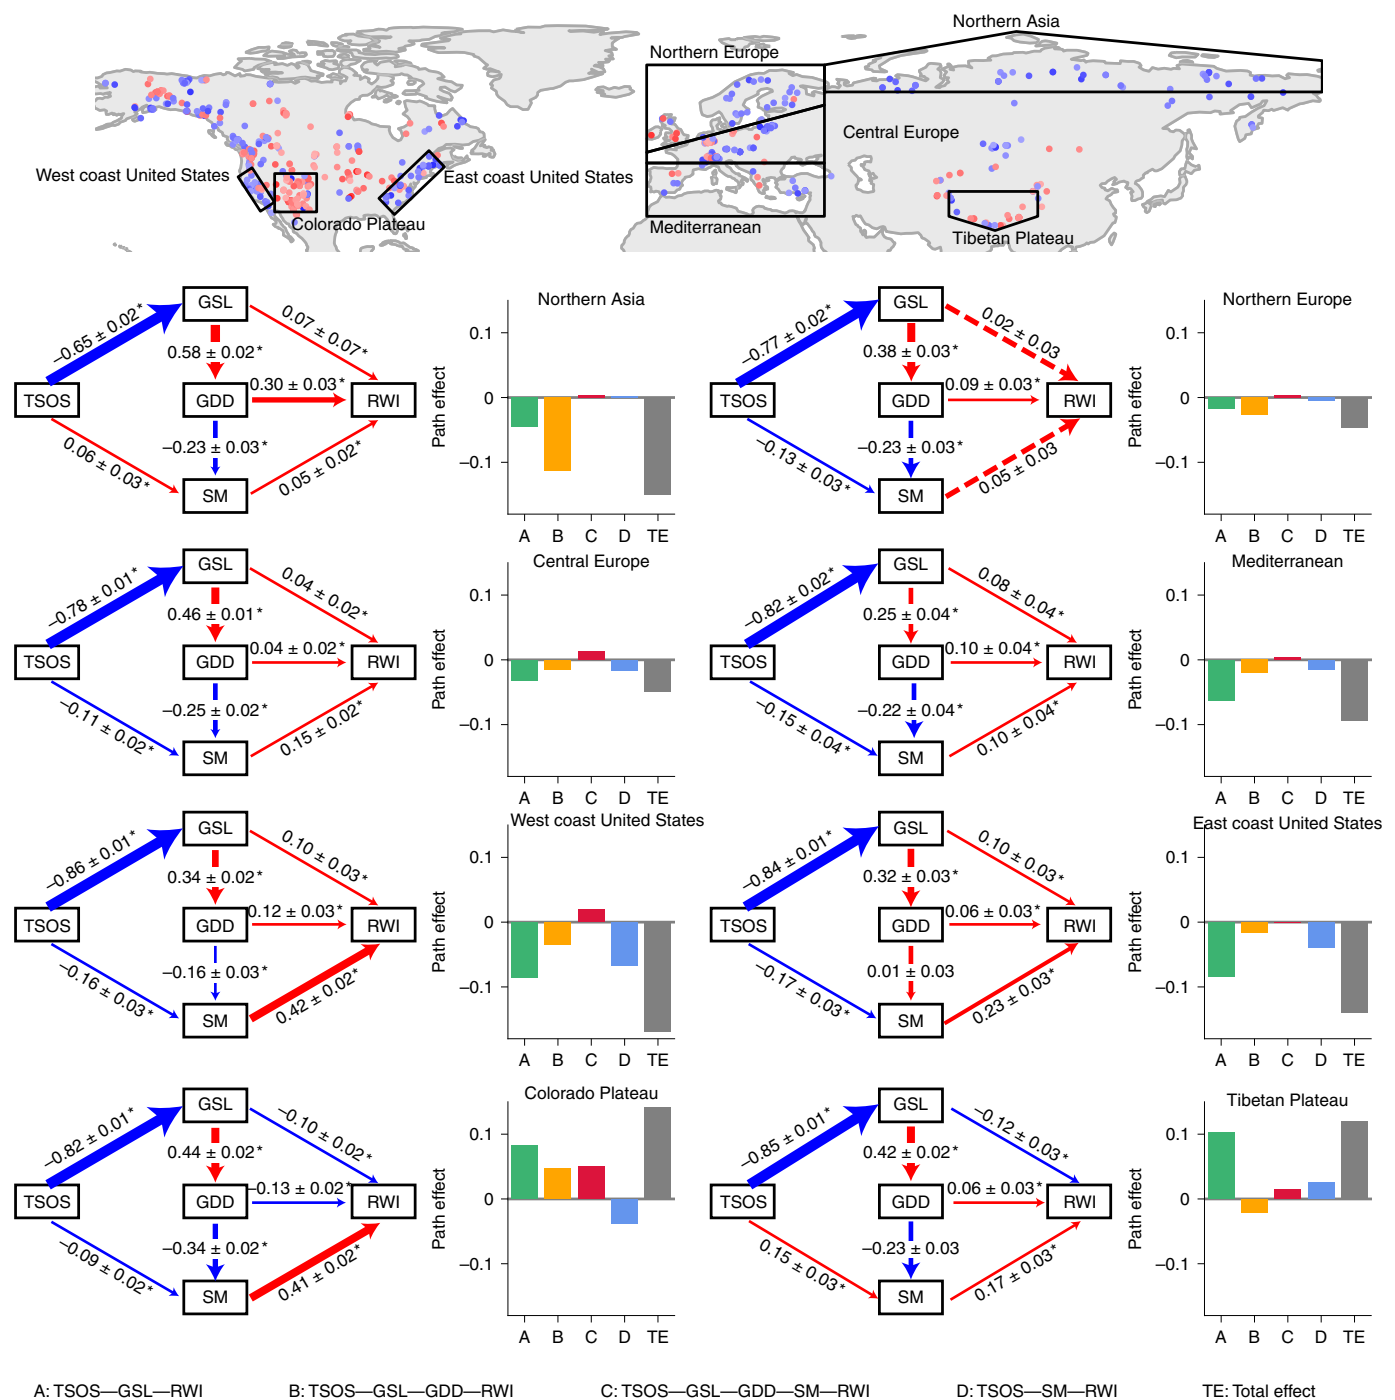 Northern Asia
Northern Europe
Central Europe
West coast United States
East coast United States
Colorado Plateau
Mediterranean
Tibetan Plateau
GSL
−0.65 ± 0.02*
0.07 ± 0.07*
0.58 ± 0.02*
0.30 ± 0.03*
TSOS
GDD
RWI
−0.23 ± 0.03*
0.06 ± 0.03*
0.05 ± 0.02*
SM
Northern Asia
Path effect
0.1
0
−0.1
A B C D TE
GSL
−0.77 ± 0.02*
0.02 ± 0.03
0.38 ± 0.03*
0.09 ± 0.03*
TSOS
GDD
RWI
−0.23 ± 0.03*
−0.13 ± 0.03*
0.05 ± 0.03
SM
Northern Europe
Path effect
0.1
0
−0.1
A B C D TE
GSL
−0.78 ± 0.01*
0.04 ± 0.02*
0.46 ± 0.01*
0.04 ± 0.02*
TSOS
GDD
RWI
−0.25 ± 0.02*
−0.11 ± 0.02*
0.15 ± 0.02*
SM
Central Europe
Path effect
0.1
0
−0.1
A B C D TE
GSL
−0.82 ± 0.02*
0.08 ± 0.04*
0.25 ± 0.04*
0.10 ± 0.04*
TSOS
GDD
RWI
−0.22 ± 0.04*
−0.15 ± 0.04*
0.10 ± 0.04*
SM
Mediterranean
Path effect
0.1
0
−0.1
A B C D TE
GSL
−0.86 ± 0.01*
0.10 ± 0.03*
0.34 ± 0.02*
0.12 ± 0.03*
TSOS
GDD
RWI
−0.16 ± 0.03*
−0.16 ± 0.03*
0.42 ± 0.02*
SM
West coast United States
Path effect
0.1
0
−0.1
A B C D TE
GSL
−0.84 ± 0.01*
0.10 ± 0.03*
0.32 ± 0.03*
0.06 ± 0.03*
TSOS
GDD
RWI
0.01 ± 0.03
−0.17 ± 0.03*
0.23 ± 0.03*
SM
East coast United States
Path effect
0.1
0
−0.1
A B C D TE
GSL
−0.82 ± 0.01*
−0.10 ± 0.02*
0.44 ± 0.02*
−0.13 ± 0.02*
TSOS
GDD
RWI
−0.34 ± 0.02*
−0.09 ± 0.02*
0.41 ± 0.02*
SM
Colorado Plateau
Path effect
0.1
0
−0.1
A B C D TE
GSL
−0.85 ± 0.01*
−0.12 ± 0.03*
0.42 ± 0.02*
0.06 ± 0.03*
TSOS
GDD
RWI
−0.23 ± 0.03
0.15 ± 0.03*
0.17 ± 0.03*
SM
Tibetan Plateau
Path effect
0.1
0
−0.1
A B C D TE
A: TSOS—GSL—RWI B: TSOS—GSL—GDD—RWI C: TSOS—GSL—GDD—SM—RWI D: TSOS—SM—RWI TE: Total effect